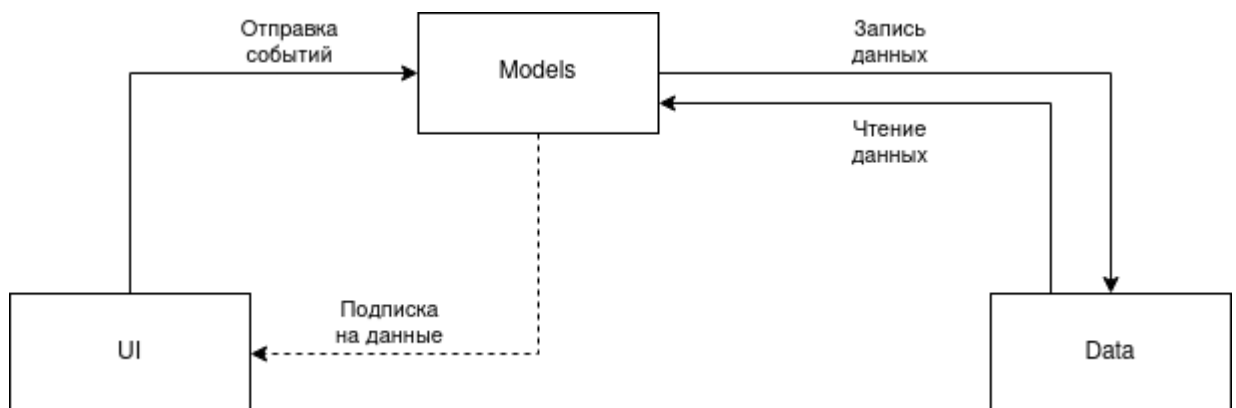 Отправка
событий
Models
Запись
данных
Чтение
данных
Подписка
на данные
UI
Data